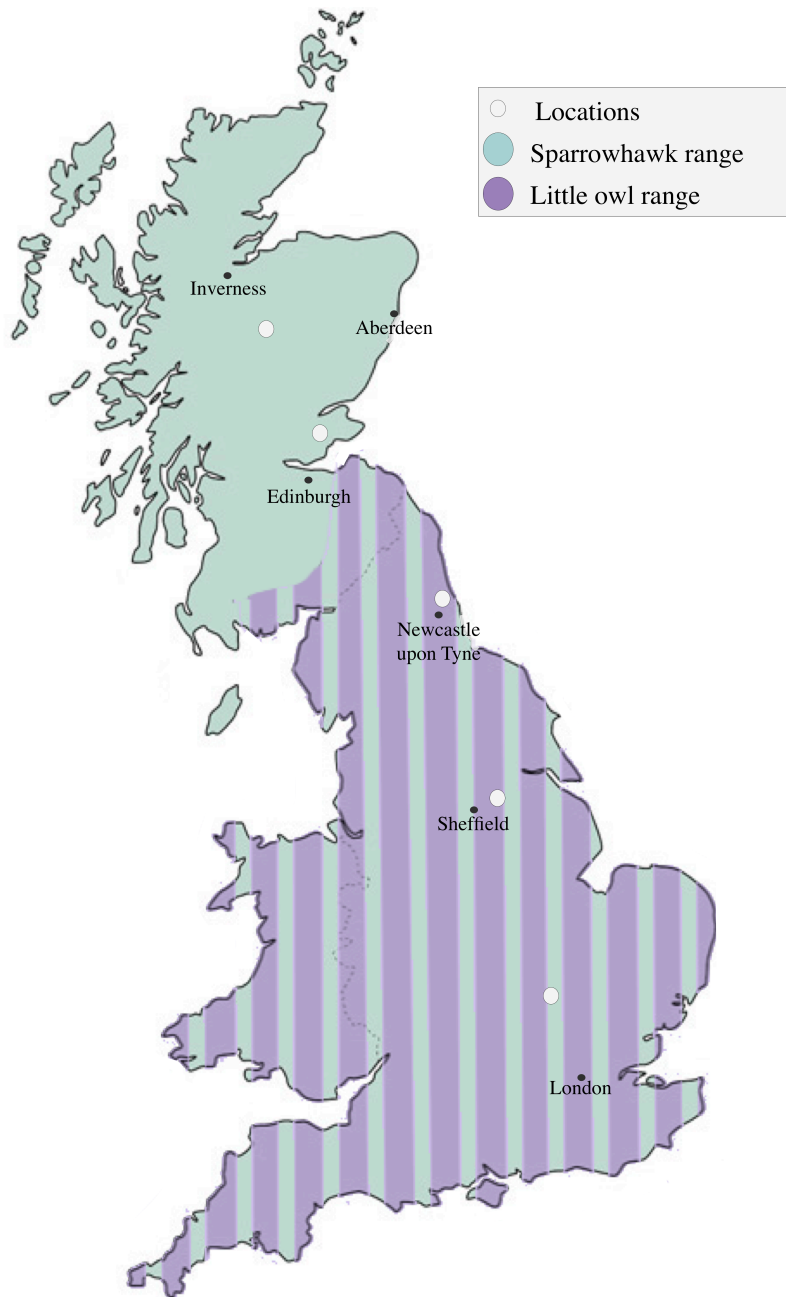 Locations
Sparrowhawk range
Little owl range
Inverness
Aberdeen
Edinburgh
Newcastle
upon Tyne
Sheffield
London